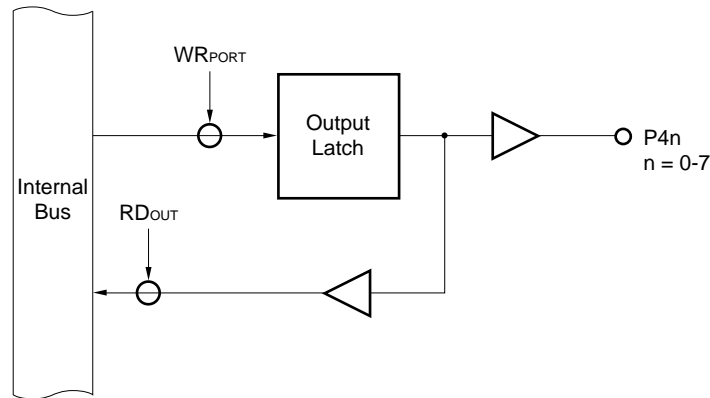 WRPORT
Output
Latch
P4n
n = 0-7
Internal
Bus
RDOUT